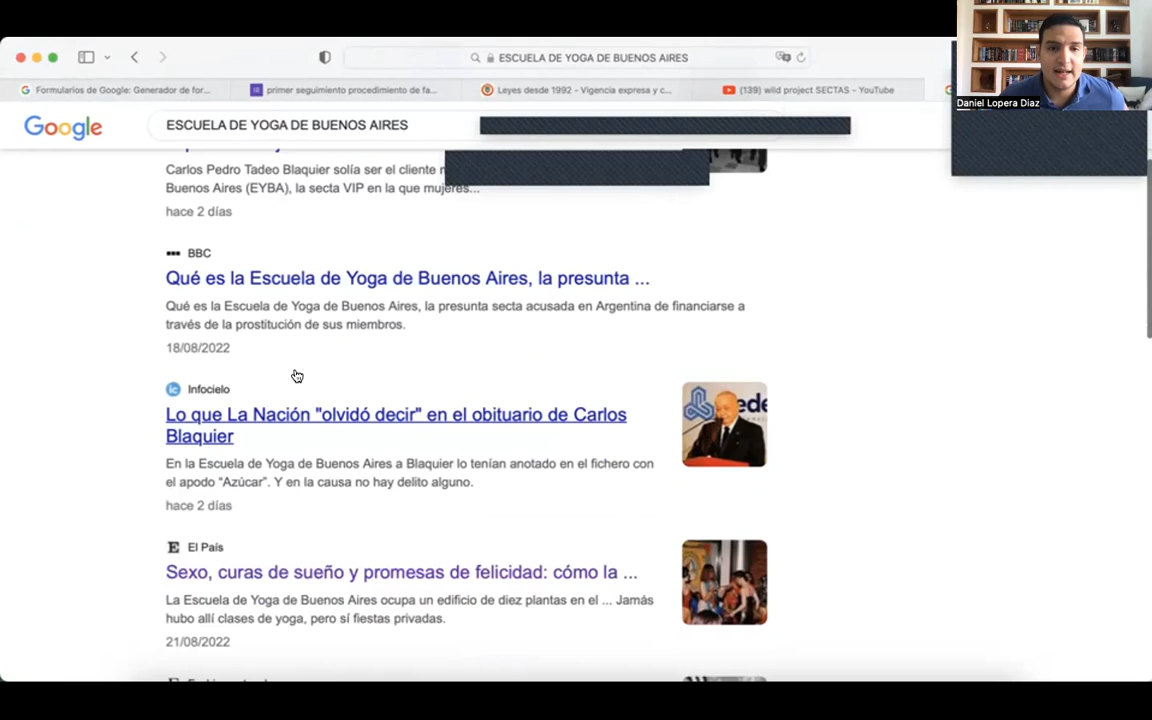 ESCUELA DE YOGA DE BUENOS AIRES
Daniel Lopera Diaz
Formularios de Google: Generador de for...
primer seguimiento procedimiento de fa...
Leyes desde 1992 - Vigencia expresa y c...
(139) wild project SECTAS - YouTube
Google
ESCUELA DE YOGA DE BUENOS AIRES
Carlos Pedro Tadeo Blaquier solía ser el cliente
Buenos Aires (EYBA), la secta VIP en la que mujeres...
hace 2 días
BBC
Qué es la Escuela de Yoga de Buenos Aires, la presunta ...
Qué es la Escuela de Yoga de Buenos Aires, la presunta secta acusada en Argentina de financiarse a
través de la prostitución de sus miembros.
18/08/2022
ic Infocielo
Lo que La Nación "olvidó decir" en el obituario de Carlos
Blaquier
En la Escuela de Yoga de Buenos Aires a Blaquier lo tenían anotado en el fichero con
el apodo “Azúcar”. Y en la causa no hay delito alguno.
hace 2 días
E El País
Sexo, curas de sueño y promesas de felicidad: cómo la ...
La Escuela de Yoga de Buenos Aires ocupa un edificio de diez plantas en el ... Jamás
hubo allí clases de yoga, pero sí fiestas privadas.
21/08/2022